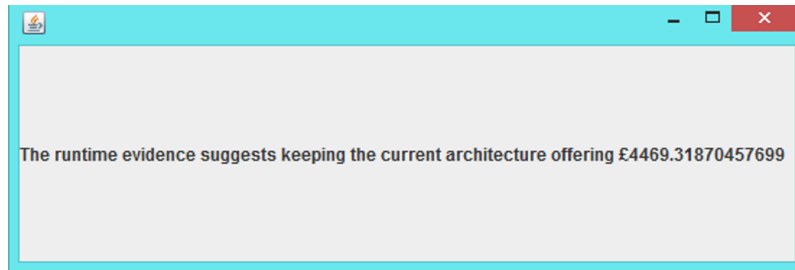 The runtime evidence suggests keeping the current architecture offering £4469.31870457699